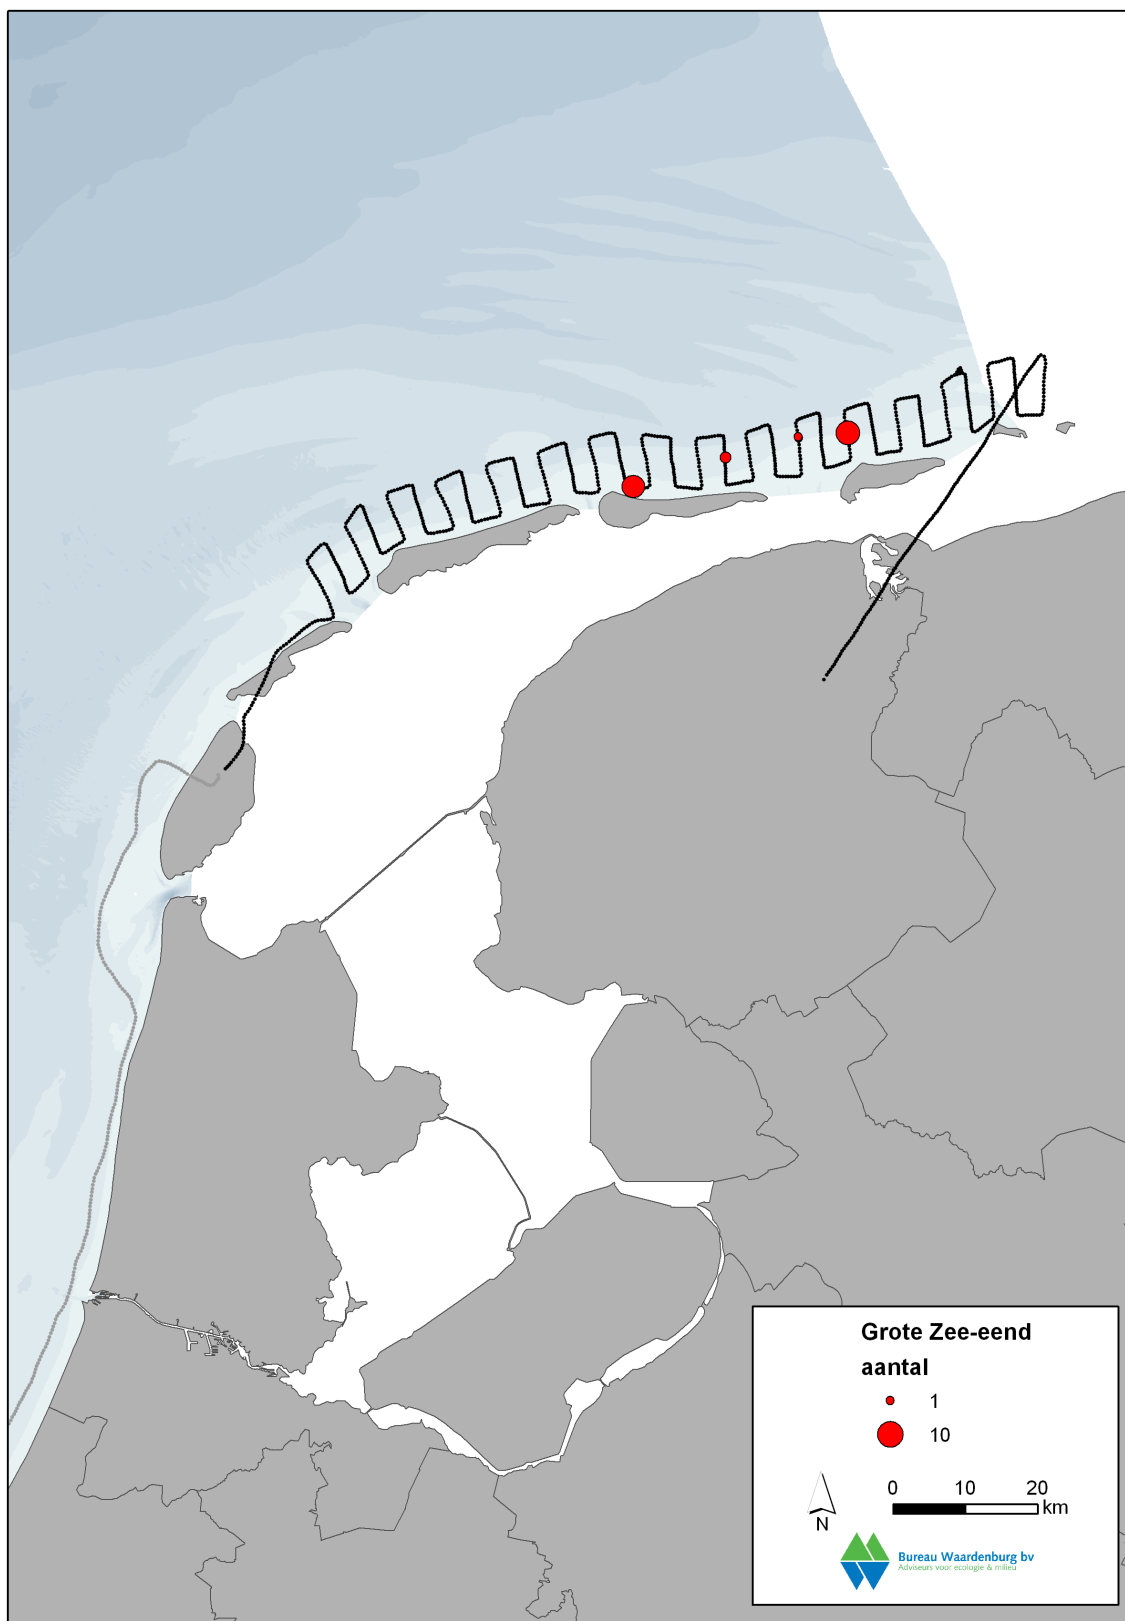 Grote Zee-eend
aantal
1
10
0 10 20
km
N
Bureau Waardenburg bv
Adviseurs voor ecologie & milieu